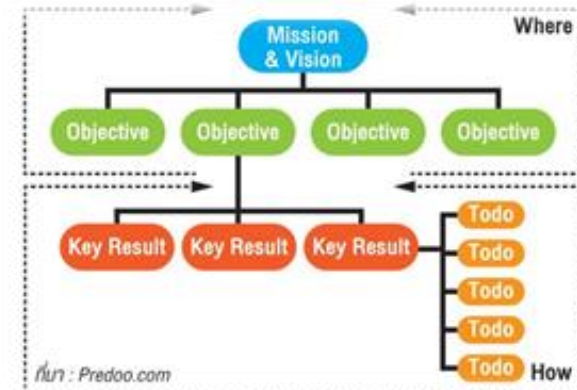 Mission
& Vision
Where
Objective Objective Objective Objective
Key Result Key Result Key Result
Todo
Todo
Todo
Todo
Todo
How
ที่มา : Predoo.com